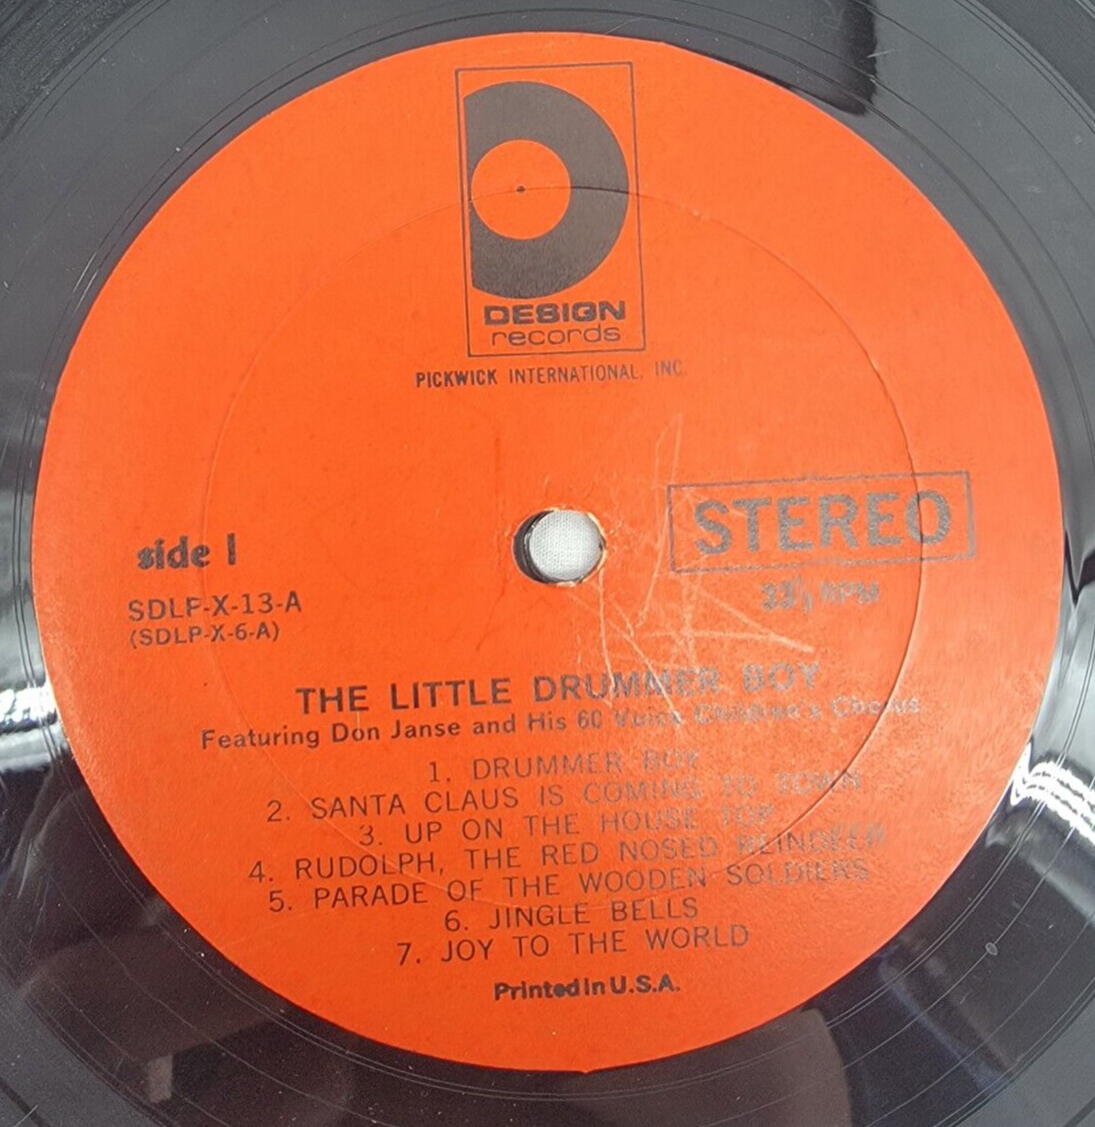 DESIGN
records
PICKWICK INTERNATIONAL, INC.
STEREO
33⅓ RPM
side 1
SDLP-X-13-A
(SDLP-X-6-A)
THE LITTLE DRUMMER BOY
Featuring Don Janse and His 60 Voice Children's Chorus
1. DRUMMER BOY
2. SANTA CLAUS IS COMING TO TOWN
3. UP ON THE HOUSE TOP
4. RUDOLPH, THE RED NOSED REINDEER
5. PARADE OF THE WOODEN SOLDIERS
6. JINGLE BELLS
7. JOY TO THE WORLD
Printed in U.S.A.